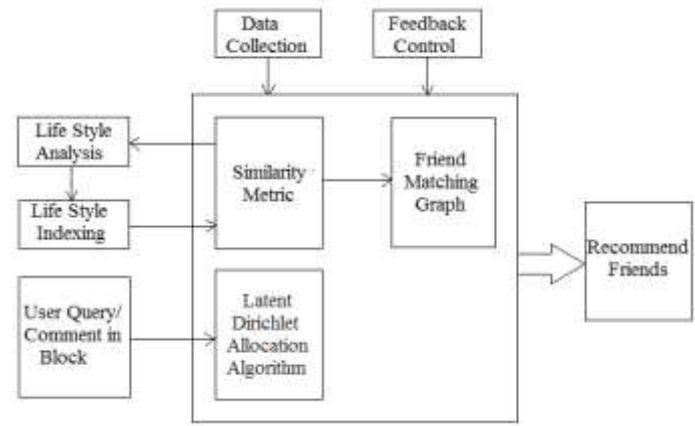 Data
Collection
Feedback
Control
Life Style
Analysis
Similarity
Metric
Friend
Matching
Graph
Life Style
Indexing
Recommend
Friends
User Query/
Comment in
Block
Latent
Dirichlet
Allocation
Algorithm